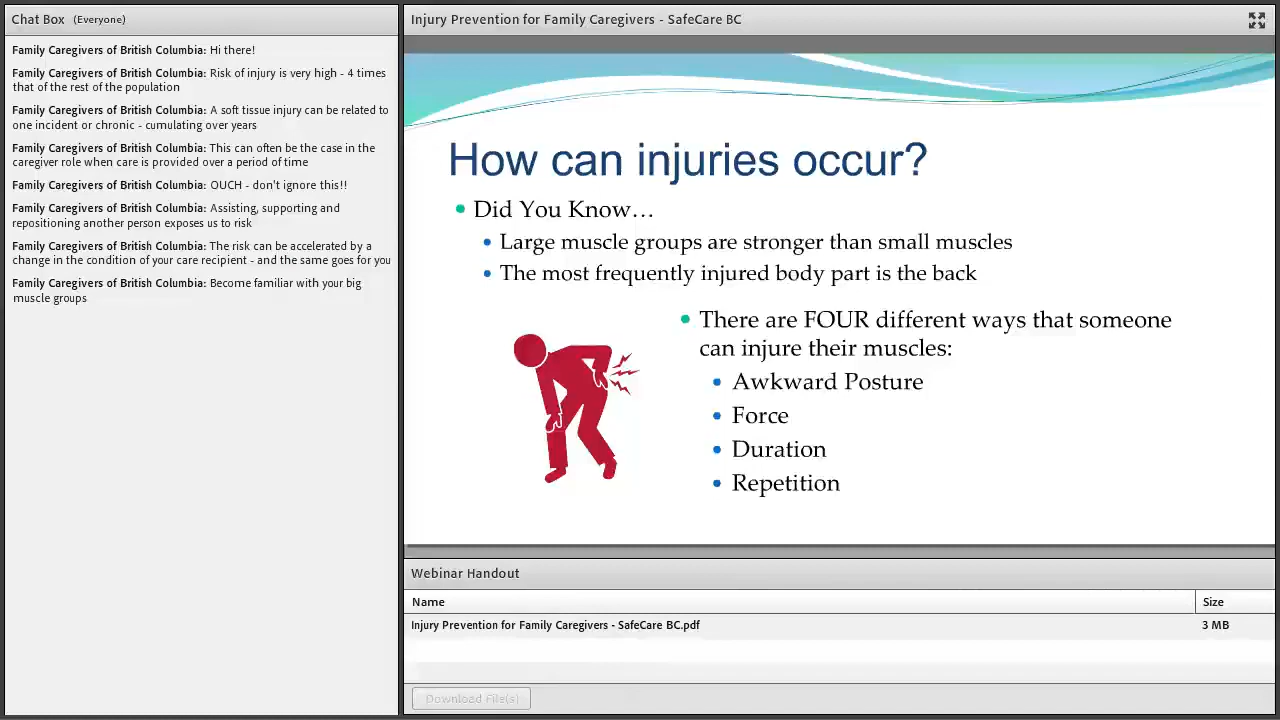 Chat Box (Everyone)
Family Caregivers of British Columbia: Hi there!
Family Caregivers of British Columbia: Risk of injury is very high - 4 times
that of the rest of the population
Family Caregivers of British Columbia: A soft tissue injury can be related to
one incident or chronic - cumulating over years
Family Caregivers of British Columbia: This can often be the case in the
caregiver role when care is provided over a period of time
Family Caregivers of British Columbia: OUCH - don't ignore this!!
Family Caregivers of British Columbia: Assisting, supporting and
repositioning another person exposes us to risk
Family Caregivers of British Columbia: The risk can be accelerated by a
change in the condition of your care recipient - and the same goes for you
Family Caregivers of British Columbia: Become familiar with your big
muscle groups
Injury Prevention for Family Caregivers - SafeCare BC
How can injuries occur?
• Did You Know…
• Large muscle groups are stronger than small muscles
• The most frequently injured body part is the back
• There are FOUR different ways that someone
can injure their muscles:
• Awkward Posture
• Force
• Duration
• Repetition
Webinar Handout
Name Size
Injury Prevention for Family Caregivers - SafeCare BC.pdf 3 MB
Download File(s)